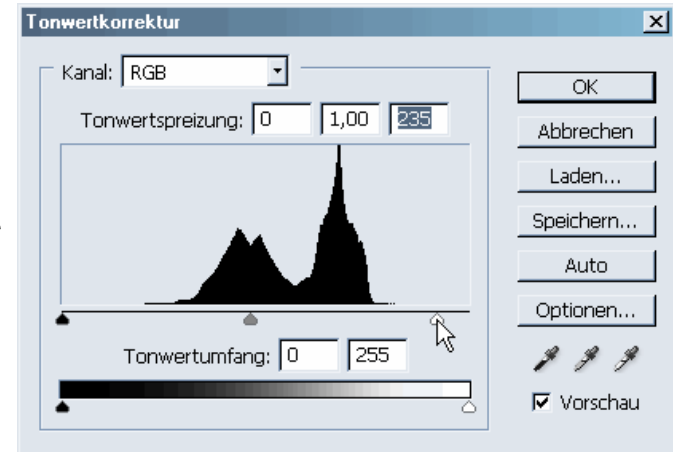 Tonwertkorrektur
Kanal: RGB
Tonwertspreizung: 0 1,00 235
Tonwertumfang: 0 255
OK
Abbrechen
Laden...
Speichern...
Auto
Optionen...
Vorschau